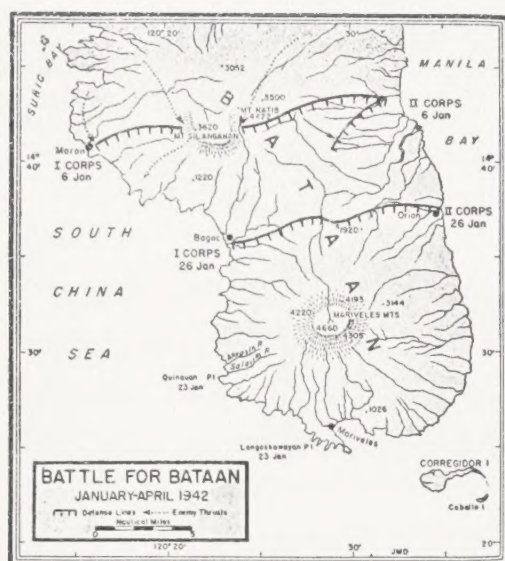 120° 20'
30'
SUBIG BAY
MANILA
BAY
•3052
•3500
MT NATIB
4222
3620
MT SILANGANAN
II CORPS
6 Jan
Moron
I CORPS
6 Jan
14°
40'
14°
40'
1220
BATAAN
SOUTH
CHINA
SEA
Bagac
I CORPS
26 Jan
1920•
Orion
II CORPS
26 Jan
4220
4193
•3144
MARIVELES MTS
4660
4305
30'
30'
Quinauan Pt
23 Jan
•1026
Mariveles
Longoskawayan Pt
23 Jan
CORREGIDOR I
Caballo I
BATTLE FOR BATAAN
JANUARY-APRIL 1942
Defense Lines Enemy Thrusts
Nautical Miles
0 5
120° 20'
30'
JMD
20'